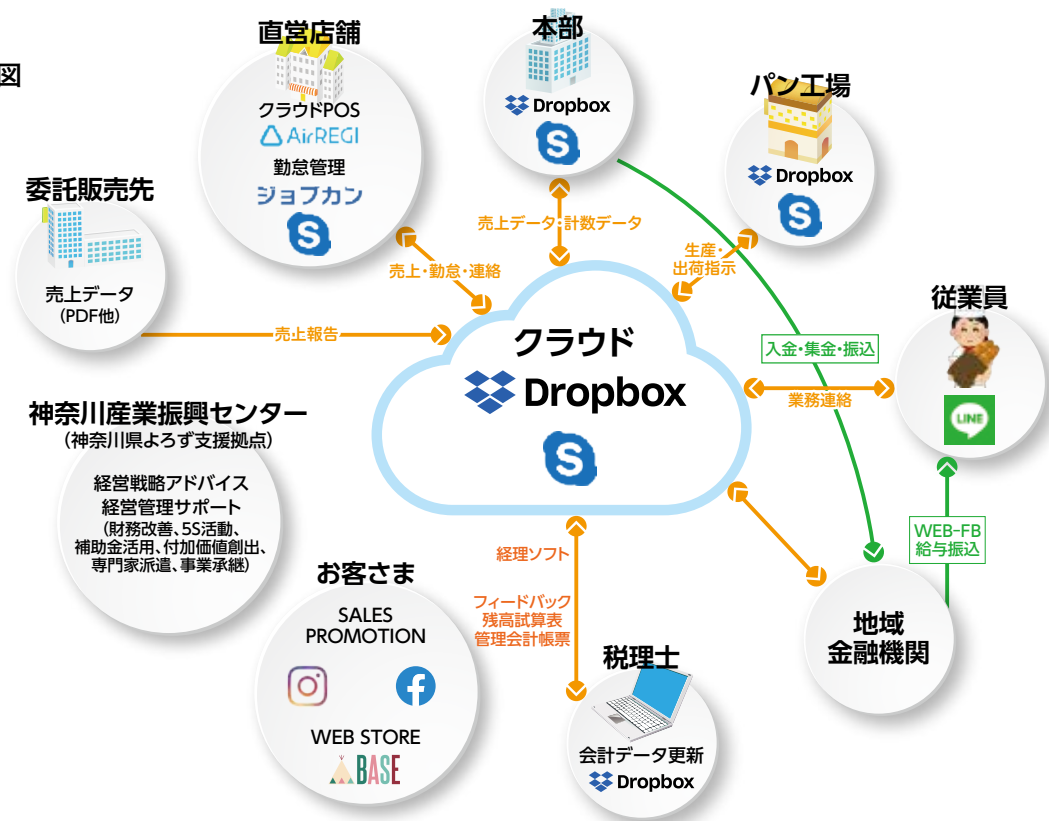 図
直営店舗
クラウドPOS
AirREGI
勤怠管理
ジョブカン
S
本部
Dropbox
S
パン工場
Dropbox
S
委託販売先
売上データ
(PDF他)
売上・勤怠・連絡
売上データ・計数データ
生産・
出荷指示
売上報告
クラウド
Dropbox
S
入金・集金・振込
業務連絡
従業員
LINE
神奈川産業振興センター
(神奈川県よろず支援拠点)
経営戦略アドバイス
経営管理サポート
(財務改善、5S活動、
補助金活用、付加価値創出、
専門家派遣、事業承継)
お客さま
SALES
PROMOTION
WEB STORE
BASE
経理ソフト
フィードバック
残高試算表
管理会計帳票
税理士
会計データ更新
Dropbox
WEB-FB
給与振込
地域
金融機関